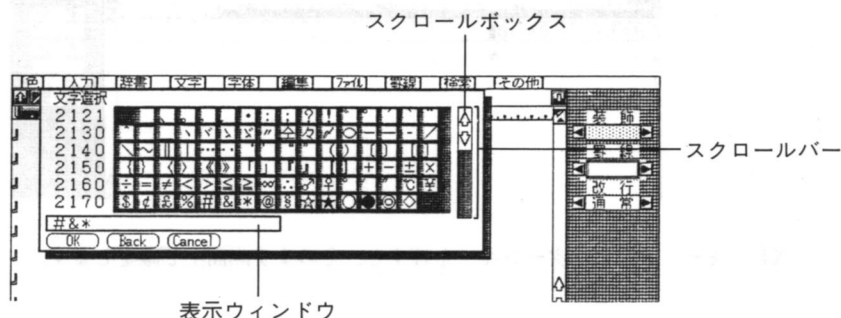 スクロールボックス
[色] [入力] [辞書] [文字] [字体] [編集] [ファイル] [罫線] [検索] [その他]
文字選択
2121 、 。 , . ・ : ; ? !
2130
2140
2150
2160 ÷ = ≠ < > ≦ ≧ ∞ ∴ ♂ ♀ ° ′ ″ ℃ ¥
2170 $ ¢ £ % # & * @ § ☆ ★ ○ ● ◎ ◇
#&*
OK Back Cancel
装飾
罫線
改行
通常
スクロールバー
表示ウィンドウ